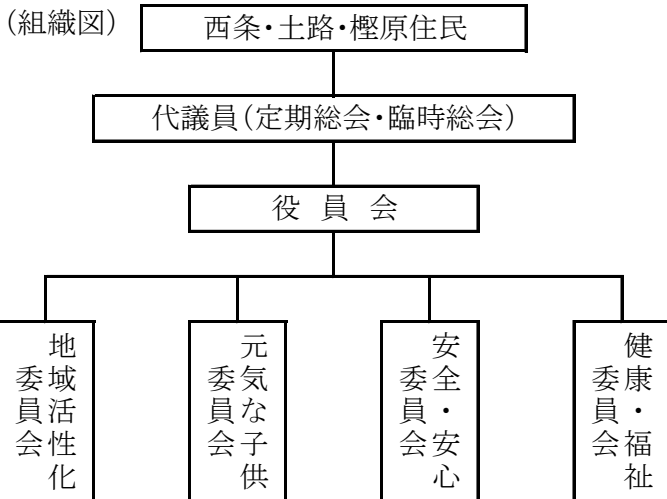 (組織図)
西条・土路・樫原住民
代議員(定期総会・臨時総会)
役員会
地域活性化
委員会
元気な子供
委員会
安全・安心
委員会
健康・福祉
委員会